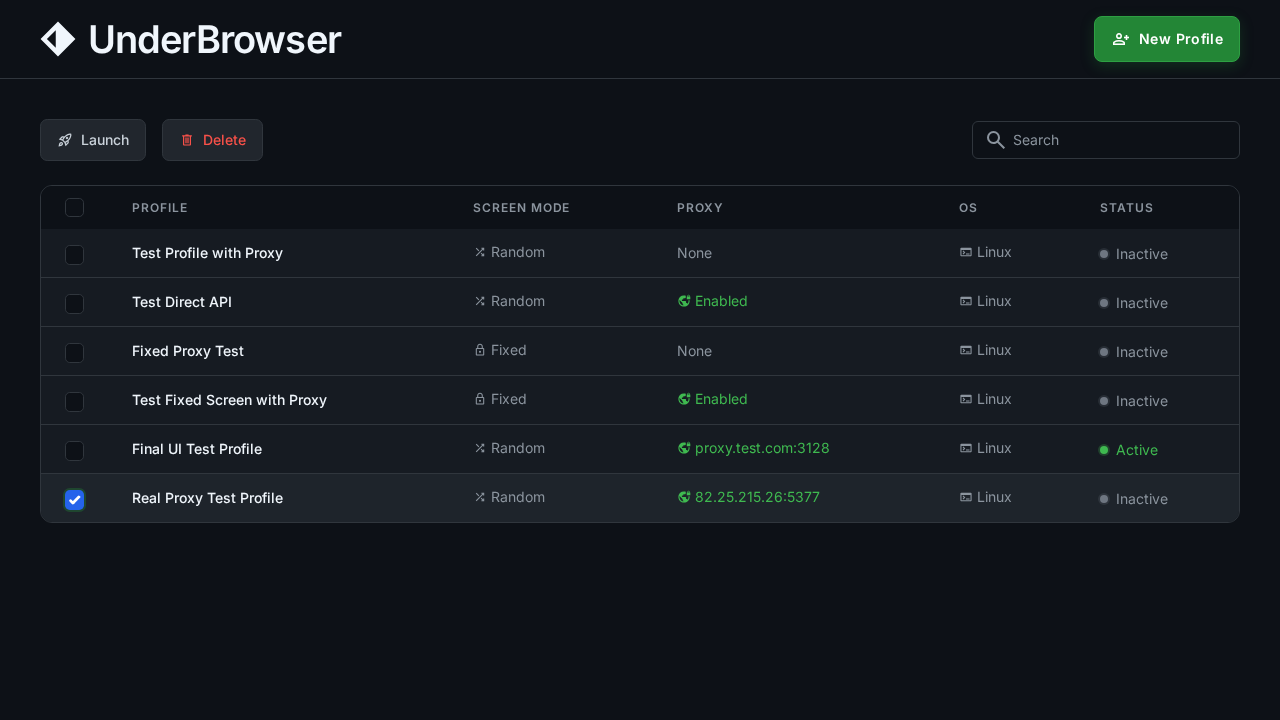 UnderBrowser
New Profile
Launch
Delete
Search
PROFILE SCREEN MODE PROXY OS STATUS
Test Profile with Proxy Random None Linux Inactive
Test Direct API Random Enabled Linux Inactive
Fixed Proxy Test Fixed None Linux Inactive
Test Fixed Screen with Proxy Fixed Enabled Linux Inactive
Final UI Test Profile Random proxy.test.com:3128 Linux Active
Real Proxy Test Profile Random 82.25.215.26:5377 Linux Inactive